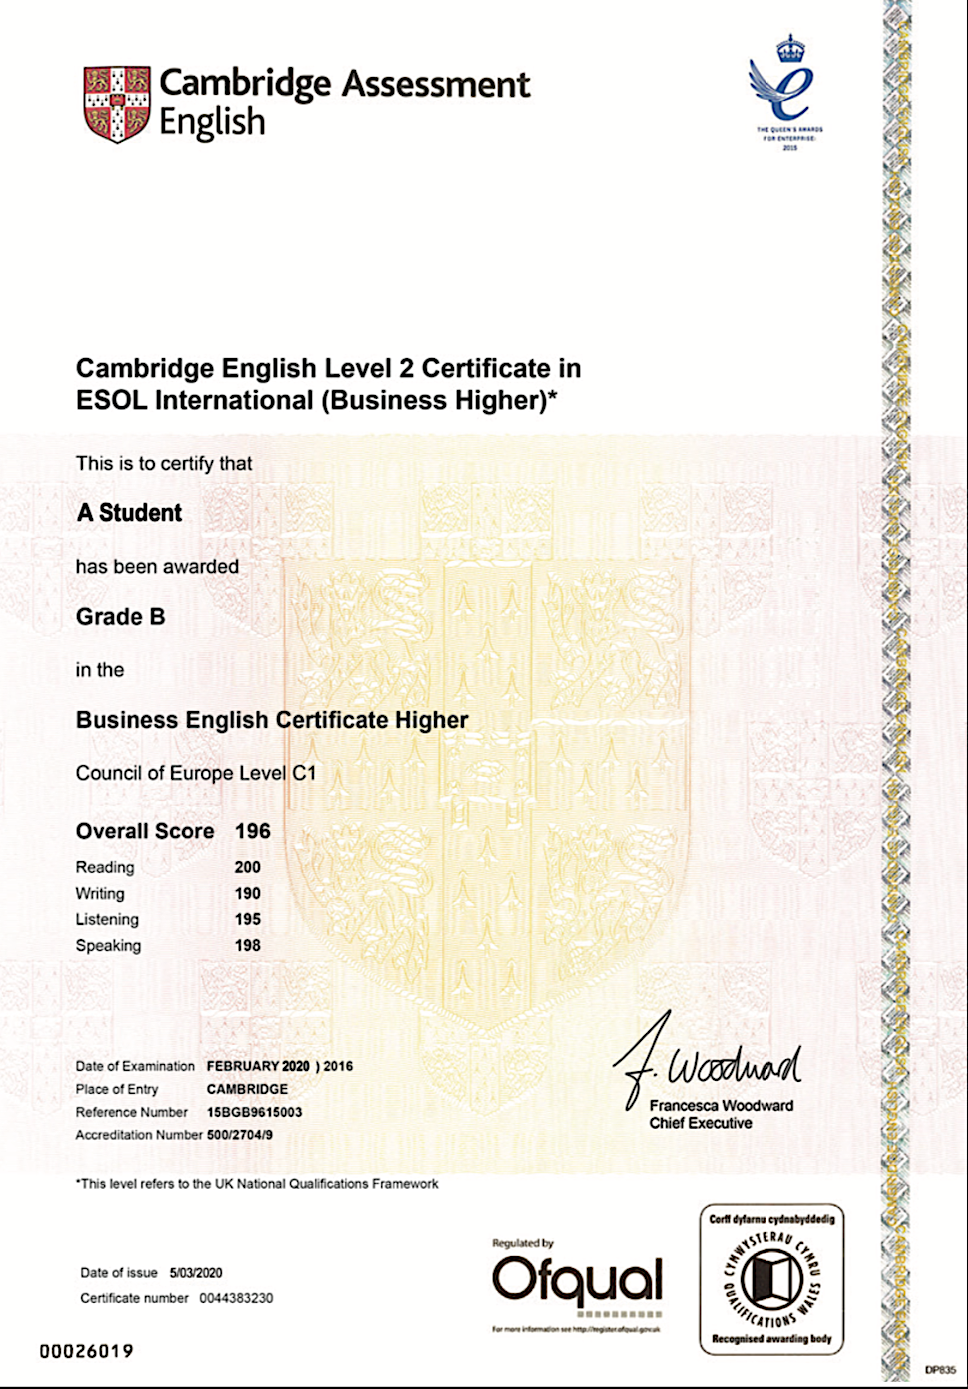 Cambridge Assessment
English
THE QUEEN'S AWARDS
FOR ENTERPRISE:
2015
Cambridge English Level 2 Certificate in
ESOL International (Business Higher)*
This is to certify that
A Student
has been awarded
Grade B
in the
Business English Certificate Higher
Council of Europe Level C1
Overall Score 196
Reading 200
Writing 190
Listening 195
Speaking 198
Date of Examination FEBRUARY 2020 ) 2016
Place of Entry CAMBRIDGE
Reference Number 15BGB9615003
Accreditation Number 500/2704/9
F. Woodward
Francesca Woodward
Chief Executive
*This level refers to the UK National Qualifications Framework
Date of issue 5/03/2020
Certificate number 0044383230
Regulated by
Ofqual
For more information see http://register.ofqual.gov.uk
Corff dyfarnu cydnabyddedig
CYMWYSTERAU CYMRU
QUALIFICATIONS WALES
Recognised awarding body
00026019
DP835